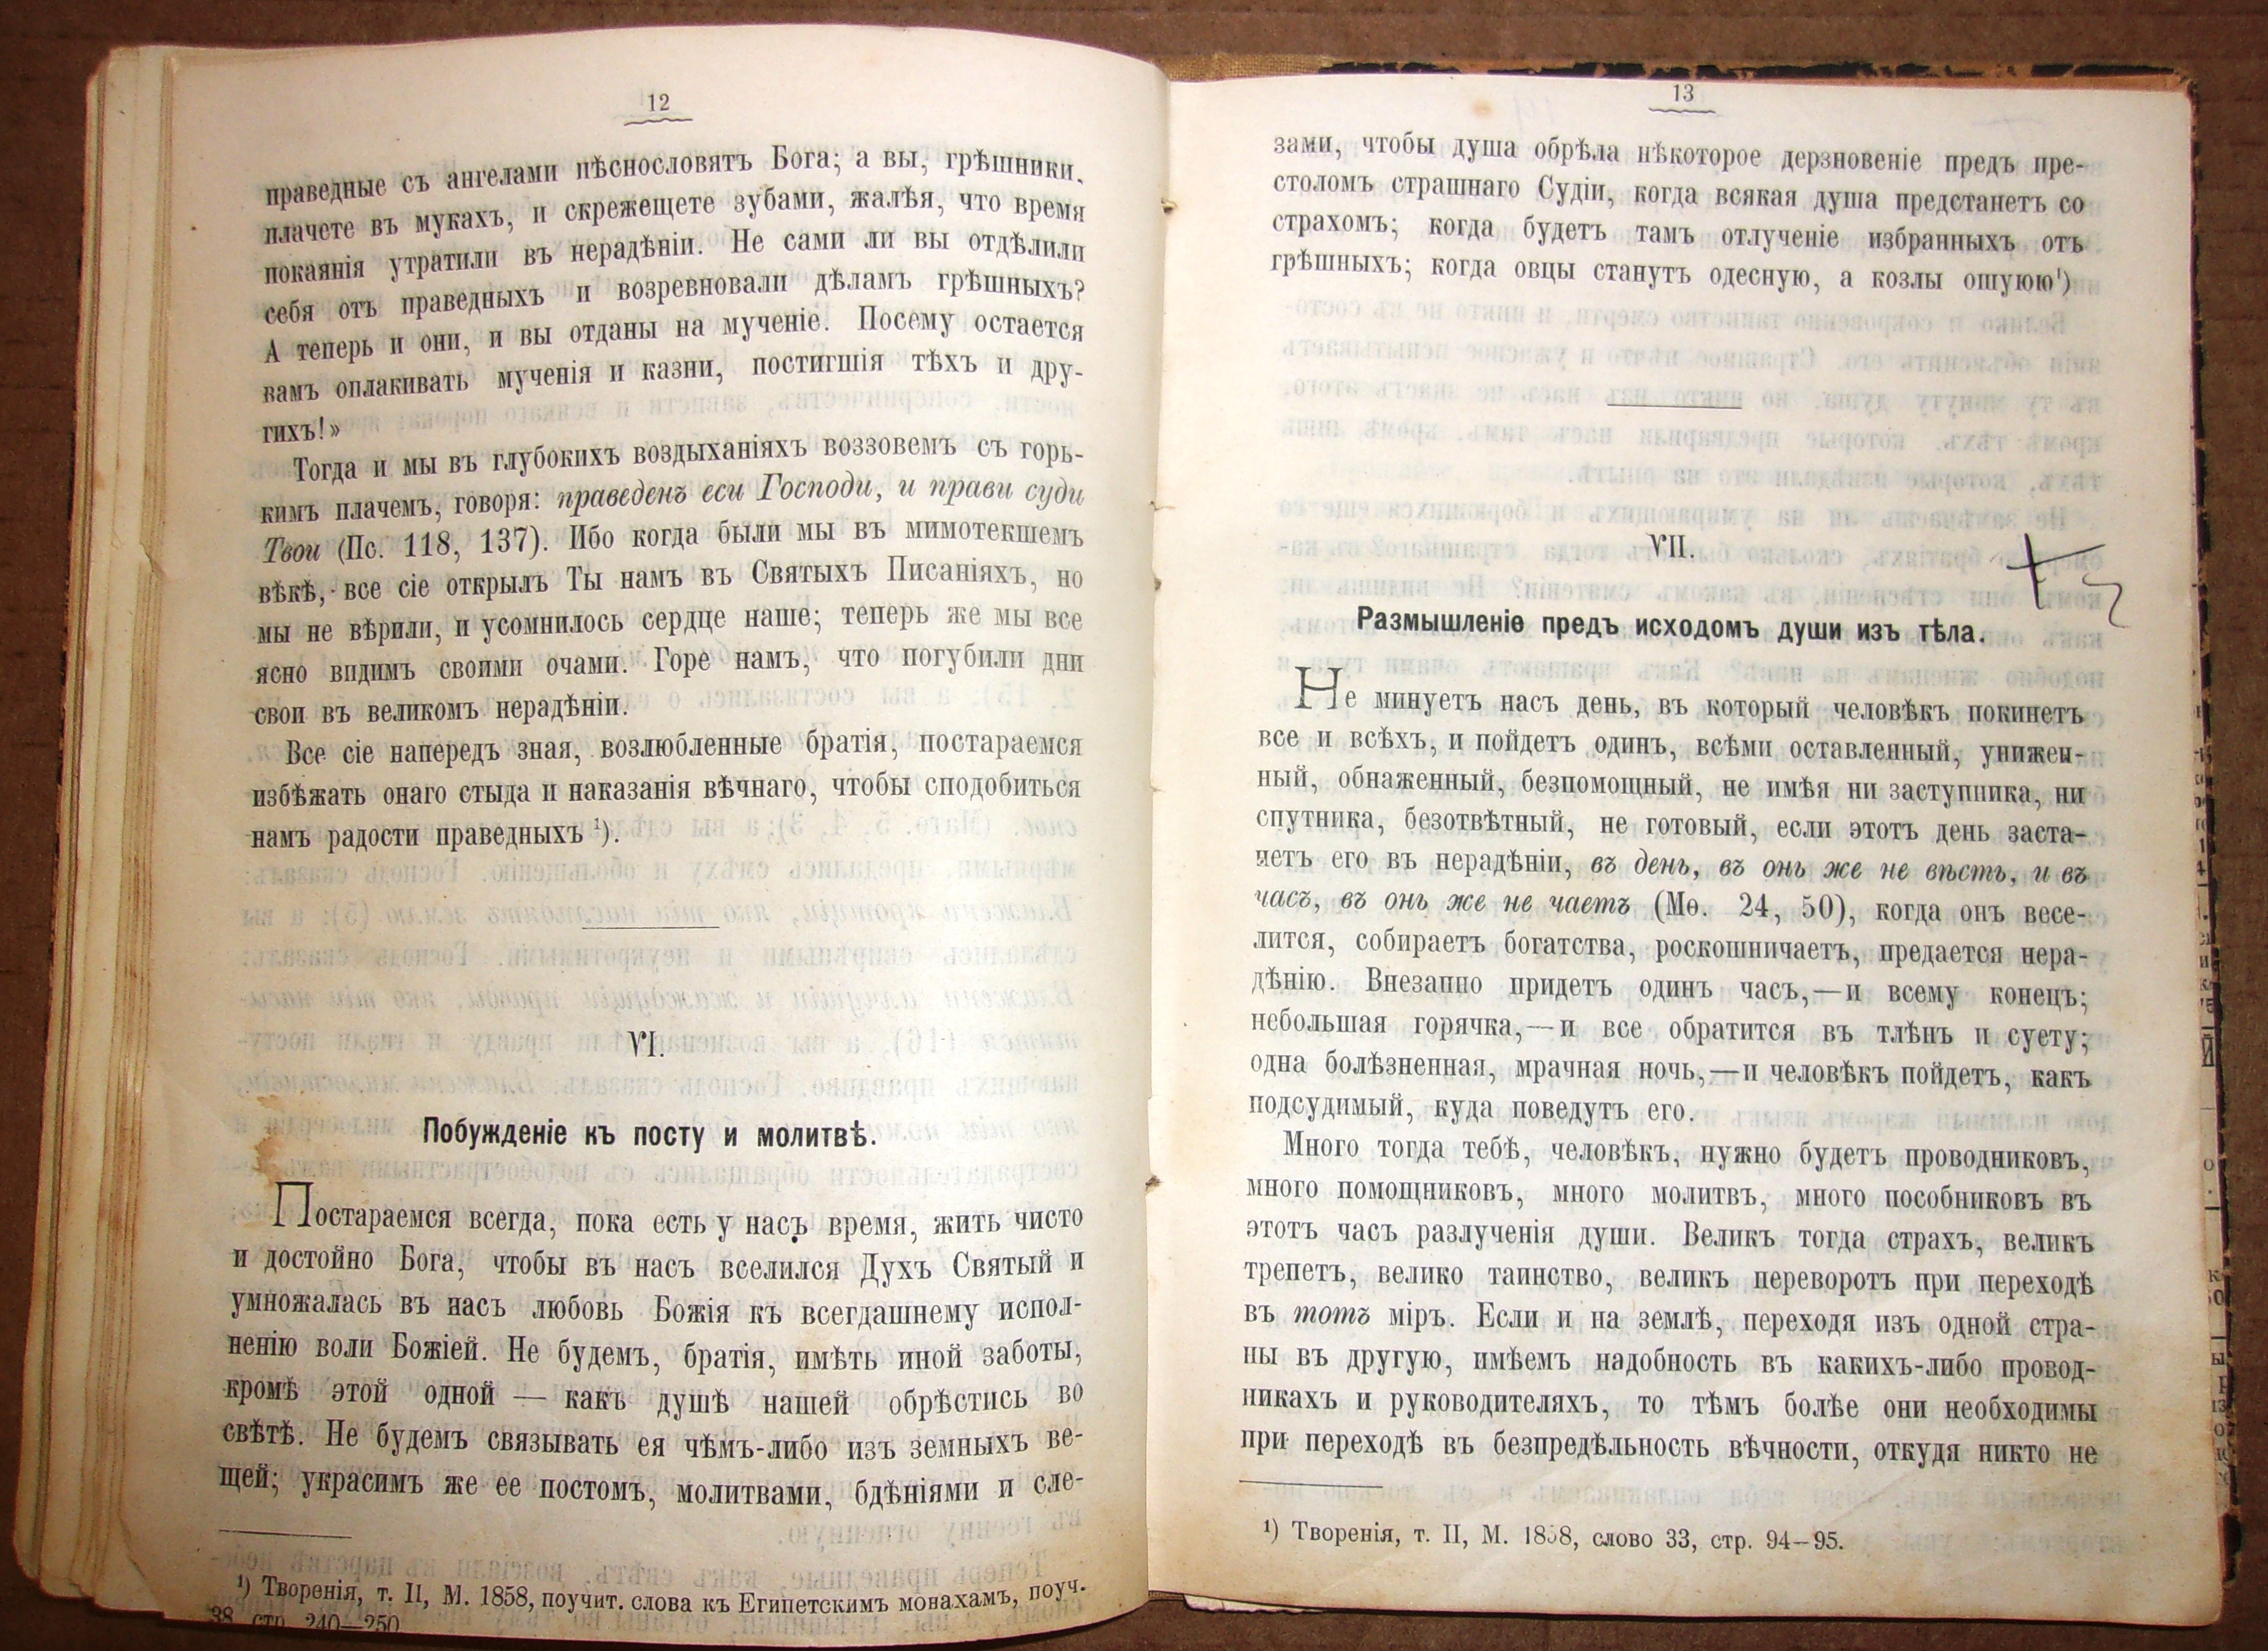 12
праведные съ ангелами пѣснословятъ Бога; а вы, грѣшники,
плачете въ мукахъ, и скрежещете зубами, жалѣя, что время
покаянія утратили въ нерадѣніи. Не сами ли вы отдѣлили
себя отъ праведныхъ и возревновали дѣламъ грѣшныхъ?
А теперь и они, и вы отданы на мученіе. Посему остается
вамъ оплакивать мученія и казни, постигшія тѣхъ и дру-
гихъ!»
Тогда и мы въ глубокихъ воздыханіяхъ воззовемъ съ горь-
кимъ плачемъ, говоря: праведенъ еси Господи, и прави суди
Твои (Пс. 118, 137). Ибо когда были мы въ мимотекшемъ
вѣкѣ, все сіе открылъ Ты намъ въ Святыхъ Писаніяхъ, но
мы не вѣрили, и усомнилось сердце наше; теперь же мы все
ясно видимъ своими очами. Горе намъ, что погубили дни
свои въ великомъ нерадѣніи.
Все сіе напередъ зная, возлюбленные братія, постараемся
избѣжать онаго стыда и наказанія вѣчнаго, чтобы сподобиться
намъ радости праведныхъ ¹).
VI.
Побужденіе къ посту и молитвѣ.
Постараемся всегда, пока есть у насъ время, жить чисто
и достойно Бога, чтобы въ насъ вселился Духъ Святый и
умножалась въ насъ любовь Божія къ всегдашнему испол-
ненію воли Божіей. Не будемъ, братія, имѣть иной заботы,
кромѣ этой одной — какъ душѣ нашей обрѣстись во
свѣтѣ. Не будемъ связывать ея чѣмъ-либо изъ земныхъ ве-
щей; украсимъ же ее постомъ, молитвами, бдѣніями и сле-
¹) Творенія, т. II, М. 1858, поучит. слова къ Египетскимъ монахамъ, поуч.
38 стр. 240—250
13
зами, чтобы душа обрѣла нѣкоторое дерзновеніе предъ пре-
столомъ страшнаго Судіи, когда всякая душа предстанетъ со
страхомъ; когда будетъ тамъ отлученіе избранныхъ отъ
грѣшныхъ; когда овцы станутъ одесную, а козлы ошуюю¹)
VII.
Размышленіе предъ исходомъ души изъ тѣла.
Не минуетъ насъ день, въ который человѣкъ покинетъ
все и всѣхъ, и пойдетъ одинъ, всѣми оставленный, унижен-
ный, обнаженный, безпомощный, не имѣя ни заступника, ни
спутника, безотвѣтный, не готовый, если этотъ день заста-
нетъ его въ нерадѣніи, въ день, въ онь же не вѣсть, и въ
часъ, въ онь же не чаетъ (Мѳ. 24, 50), когда онъ весе-
лится, собираетъ богатства, роскошничаетъ, предается нера-
дѣнію. Внезапно придетъ одинъ часъ,—и всему конецъ;
небольшая горячка,—и все обратится въ тлѣнъ и суету;
одна болѣзненная, мрачная ночь,—и человѣкъ пойдетъ, какъ
подсудимый, куда поведутъ его.
Много тогда тебѣ, человѣкъ, нужно будетъ проводниковъ,
много помощниковъ, много молитвъ, много пособниковъ въ
этотъ часъ разлученія души. Великъ тогда страхъ, великъ
трепетъ, велико таинство, великъ переворотъ при переходѣ
въ тотъ міръ. Если и на землѣ, переходя изъ одной стра-
ны въ другую, имѣемъ надобность въ какихъ-либо провод-
никахъ и руководителяхъ, то тѣмъ болѣе они необходимы
при переходѣ въ безпредѣльность вѣчности, откудя никто не
¹) Творенія, т. II, М. 1858, слово 33, стр. 94—95.